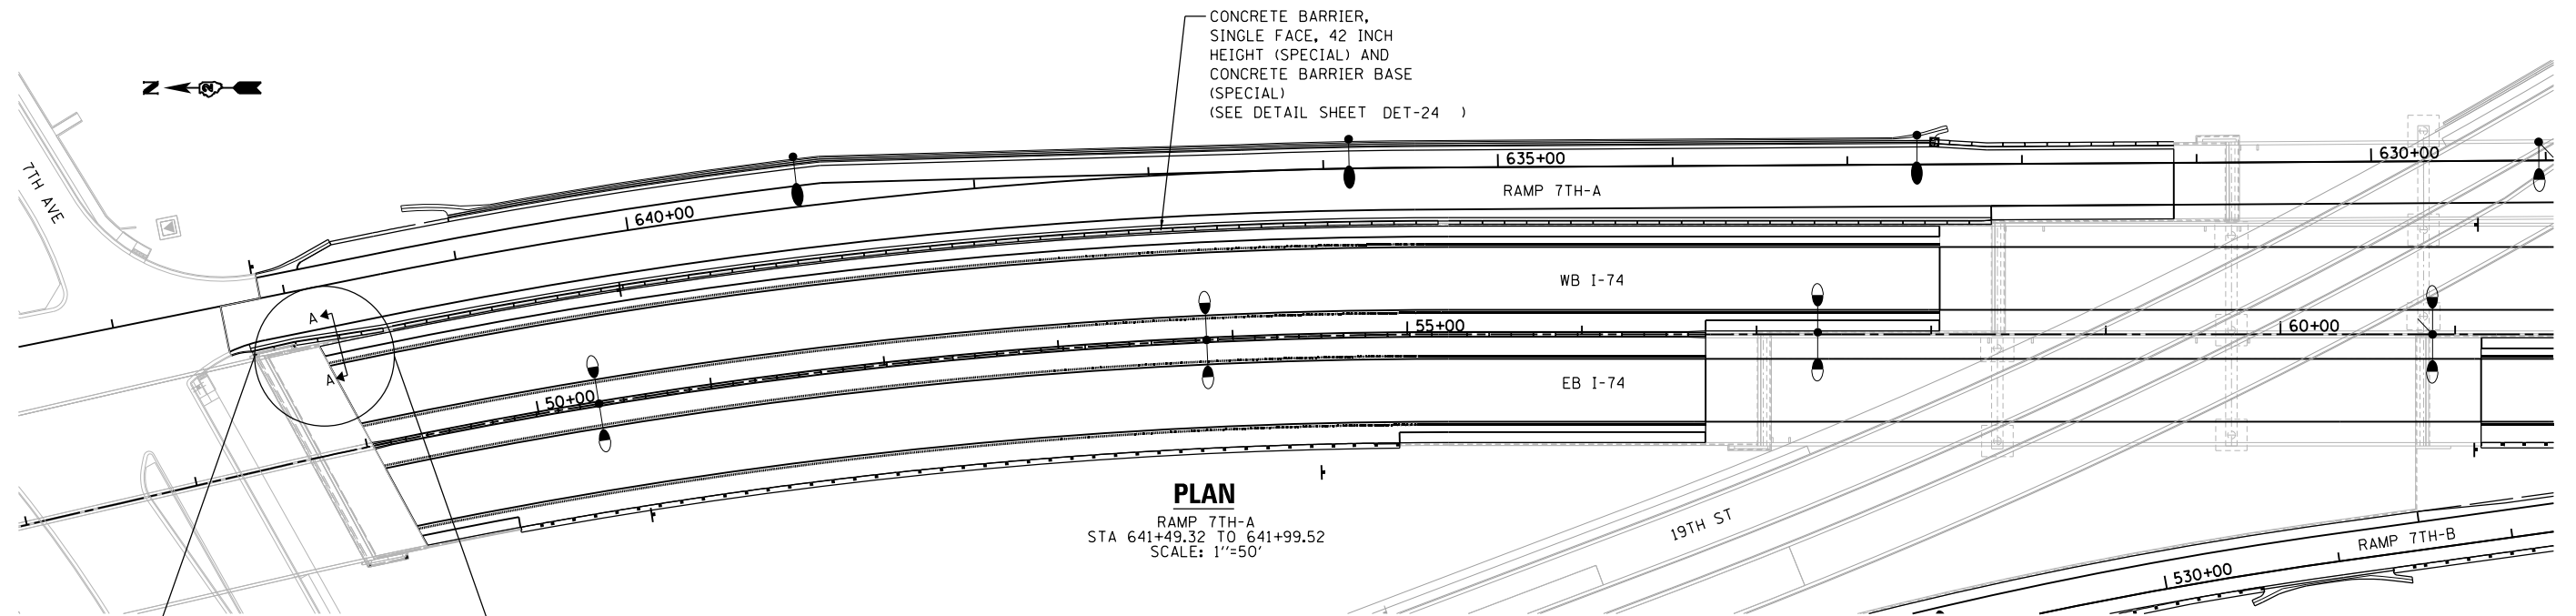 CONCRETE BARRIER,
SINGLE FACE, 42 INCH
HEIGHT (SPECIAL) AND
CONCRETE BARRIER BASE
(SPECIAL)
(SEE DETAIL SHEET DET-24 )
N
7TH AVE
635+00
630+00
RAMP 7TH-A
640+00
WB I-74
A
55+00
60+00
A
EB I-74
50+00
PLAN
RAMP 7TH-A
STA 641+49.32 TO 641+99.52
SCALE: 1''=50'
19TH ST
RAMP 7TH-B
530+00